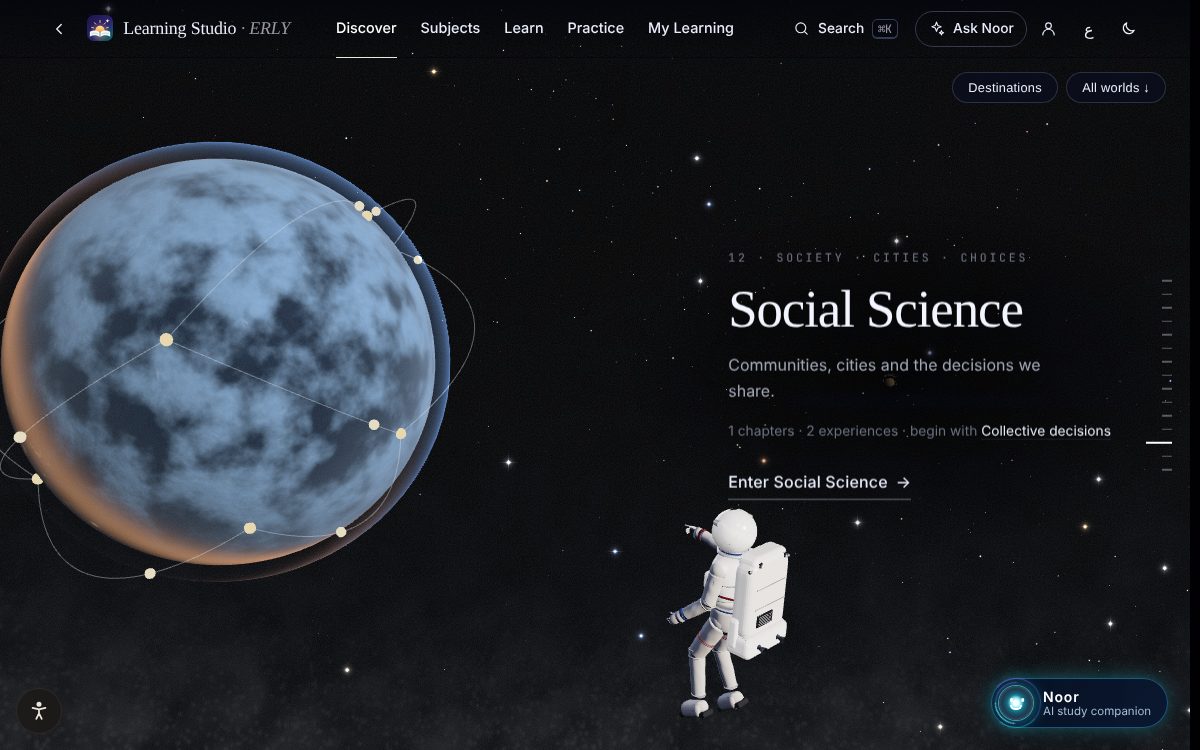 Learning Studio · ERLY
Discover
Subjects
Learn
Practice
My Learning
Search ⌘K
Ask Noor
ع
Destinations
All worlds ↓
12 · SOCIETY · CITIES · CHOICES
Social Science
Communities, cities and the decisions we
share.
1 chapters · 2 experiences · begin with Collective decisions
Enter Social Science →
Noor
AI study companion